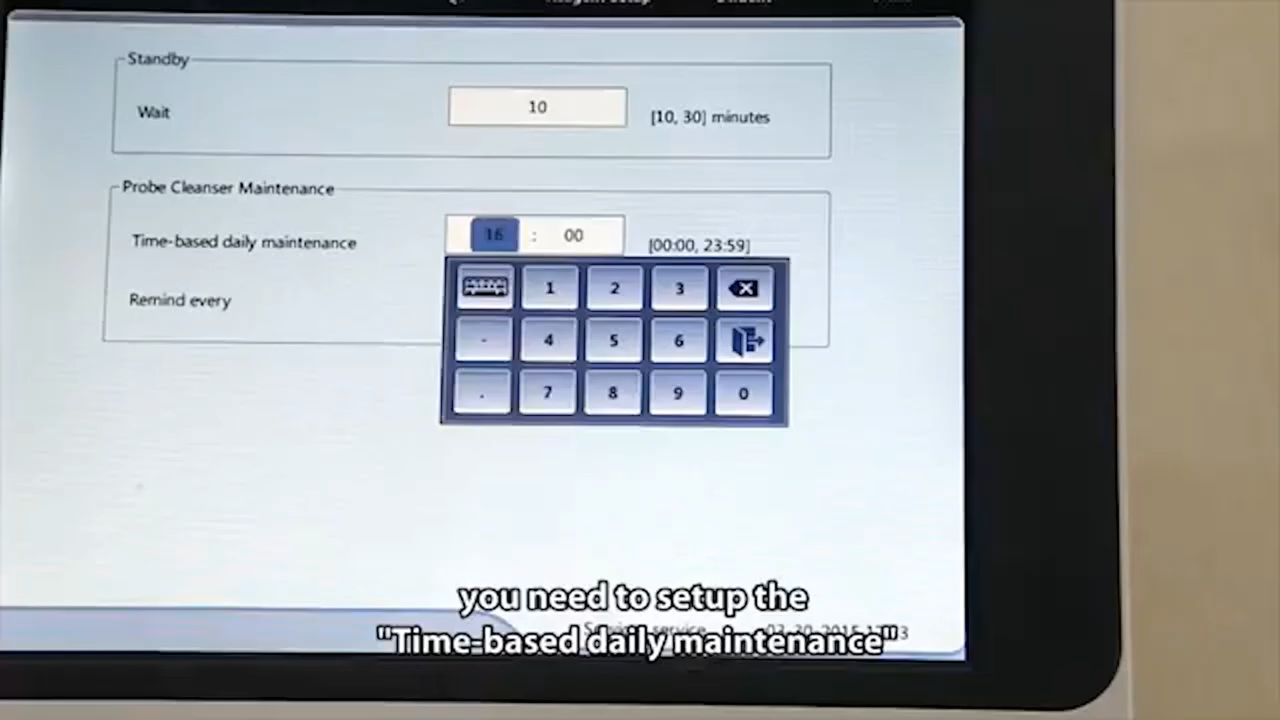 Standby
Wait
10
[10, 30] minutes
Probe Cleanser Maintenance
Time-based daily maintenance
16 : 00
[00:00, 23:59]
Remind every
1 2 3
- 4 5 6
. 7 8 9 0
you need to setup the
"Time-based daily maintenance"